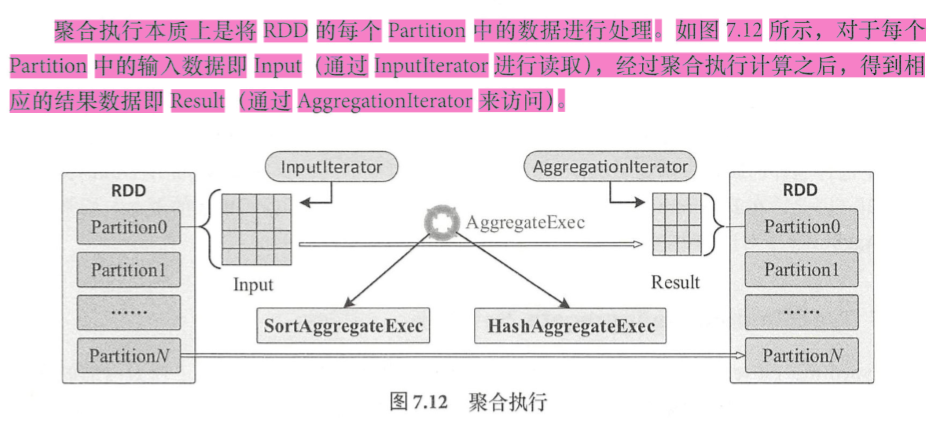 聚合执行本质上是将 RDD 的每个 Partition 中的数据进行处理。如图 7.12 所示，对于每个
Partition 中的输入数据即 Input（通过 InputIterator 进行读取），经过聚合执行计算之后，得到相
应的结果数据即 Result（通过 AggregationIterator 来访问）。
InputIterator
AggregationIterator
RDD
RDD
Partition0
AggregateExec
Partition0
Partition1
Input
Result
Partition1
……
SortAggregateExec
HashAggregateExec
……
PartitionN
PartitionN
图 7.12 聚合执行